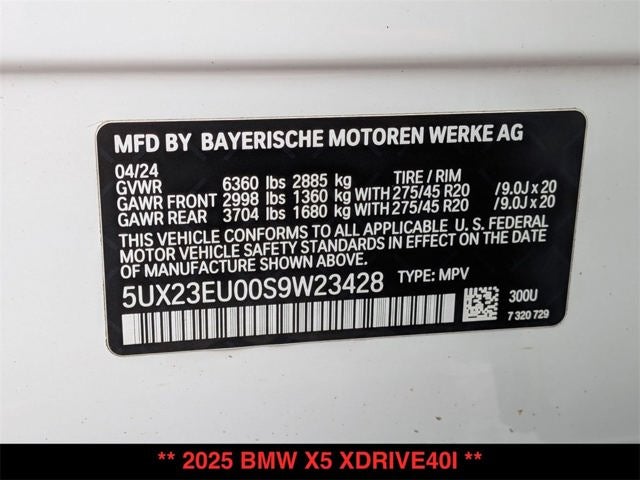 MFD BY BAYERISCHE MOTOREN WERKE AG
04/24 TIRE / RIM
GVWR 6360 lbs 2885 kg
GAWR FRONT 2998 lbs 1360 kg WITH 275/45 R20 /9.0J x 20
GAWR REAR 3704 lbs 1680 kg WITH 275/45 R20 /9.0J x 20
THIS VEHICLE CONFORMS TO ALL APPLICABLE U. S. FEDERAL
MOTOR VEHICLE SAFETY STANDARDS IN EFFECT ON THE DATE
OF MANUFACTURE SHOWN ABOVE.
5UX23EU00S9W23428 TYPE: MPV
300U
7 320 729
** 2025 BMW X5 XDRIVE40I **